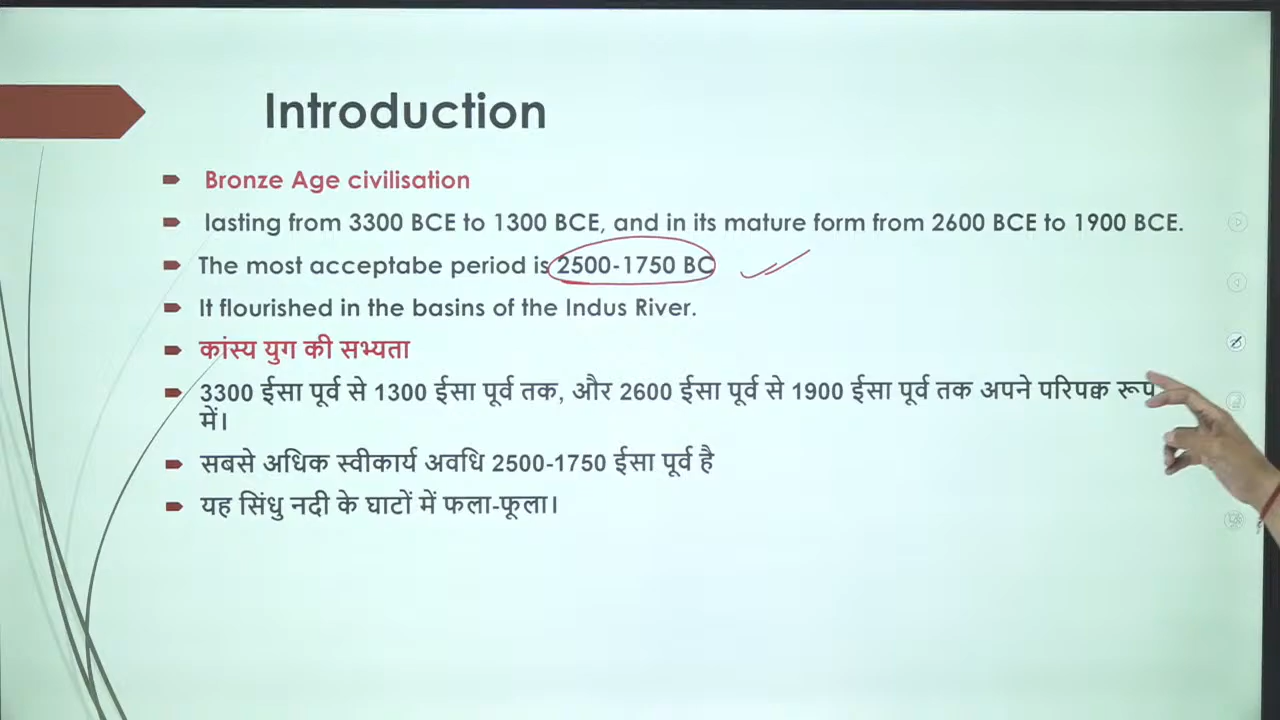 Introduction
Bronze Age civilisation
lasting from 3300 BCE to 1300 BCE, and in its mature form from 2600 BCE to 1900 BCE.
The most acceptabe period is 2500-1750 BC
It flourished in the basins of the Indus River.
कांस्य युग की सभ्यता
3300 ईसा पूर्व से 1300 ईसा पूर्व तक, और 2600 ईसा पूर्व से 1900 ईसा पूर्व तक अपने परिपक्व रूप
में।
सबसे अधिक स्वीकार्य अवधि 2500-1750 ईसा पूर्व है
यह सिंधु नदी के घाटों में फला-फूला।